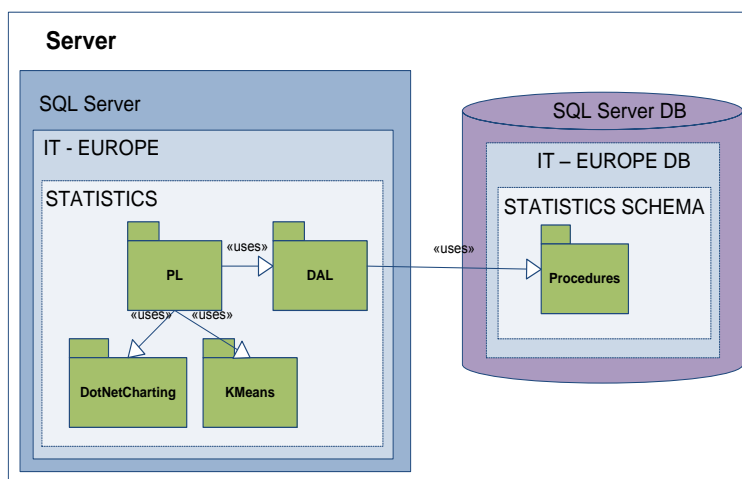 Server
SQL Server
IT - EUROPE
STATISTICS
PL
«uses»
DAL
«uses»
«uses»
DotNetCharting
KMeans
«uses»
SQL Server DB
IT – EUROPE DB
STATISTICS SCHEMA
Procedures